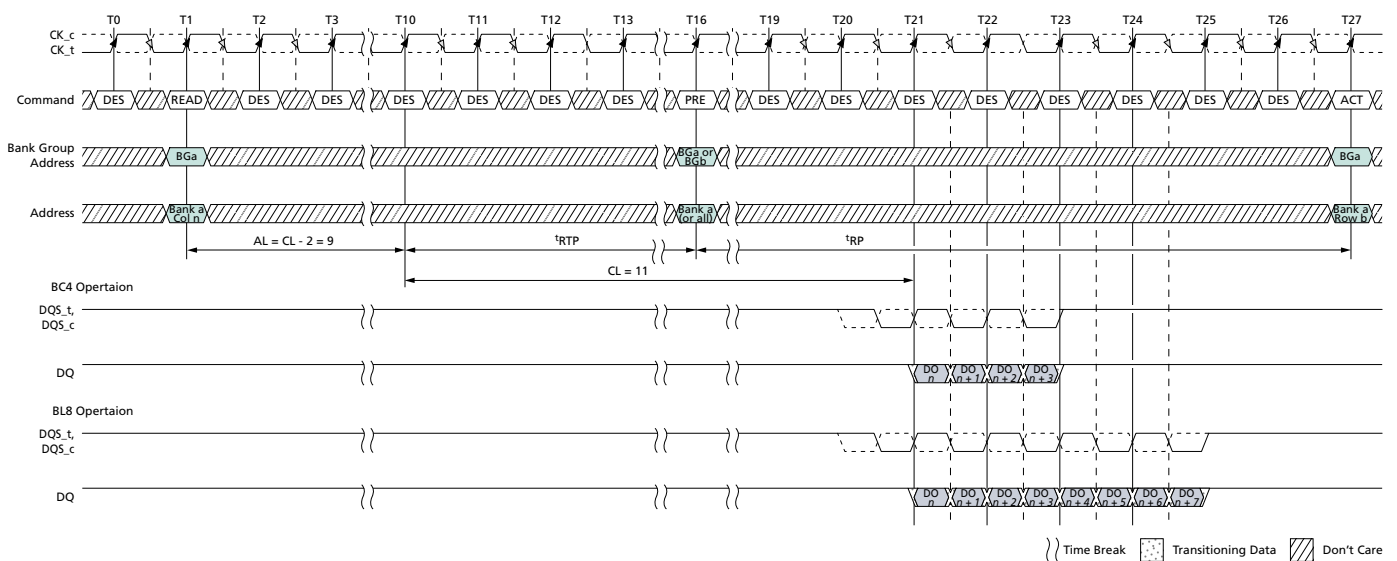 T0 T1 T2 T3 T10 T11 T12 T13 T16 T19 T20 T21 T22 T23 T24 T25 T26 T27
CK_c
CK_t
Command DES READ DES DES DES DES DES DES PRE DES DES DES DES DES DES DES DES ACT
Bank Group
Address
BGa
BGa or
BGb
BGa
Address
Bank a
Col n
Bank a
(or all)
Bank a
Row b
AL = CL - 2 = 9
tRTP
tRP
CL = 11
BC4 Opertaion
DQS_t,
DQS_c
DQ
DO
n
DO
n + 1
DO
n + 2
DO
n + 3
BL8 Opertaion
DQS_t,
DQS_c
DQ
DO
n
DO
n + 1
DO
n + 2
DO
n + 3
DO
n + 4
DO
n + 5
DO
n + 6
DO
n + 7
Time Break Transitioning Data Don't Care